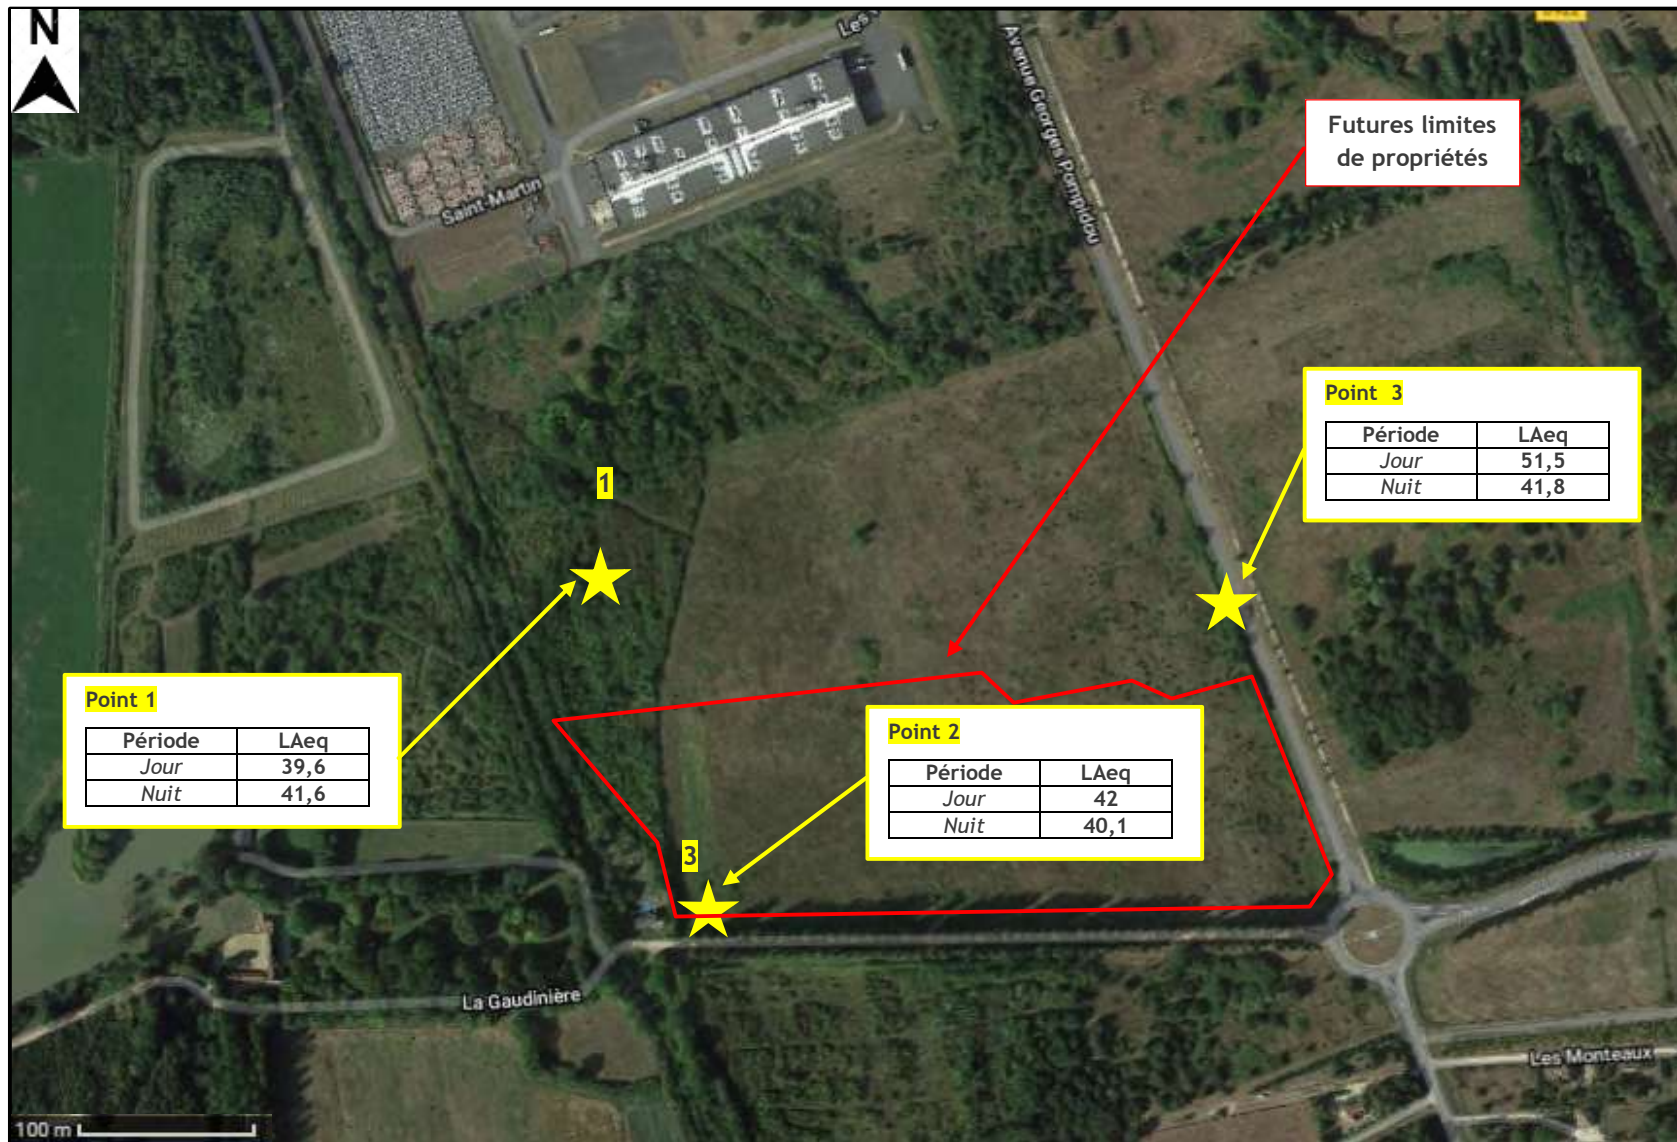 N
Les
Saint-Martin
Avenue Georges Pompidou
Futures limites
de propriétés
Point 3
Période LAeq
Jour 51,5
Nuit 41,8
1
Point 1
Période LAeq
Jour 39,6
Nuit 41,6
Point 2
Période LAeq
Jour 42
Nuit 40,1
3
La Gaudinière
Les Monteaux
100 m